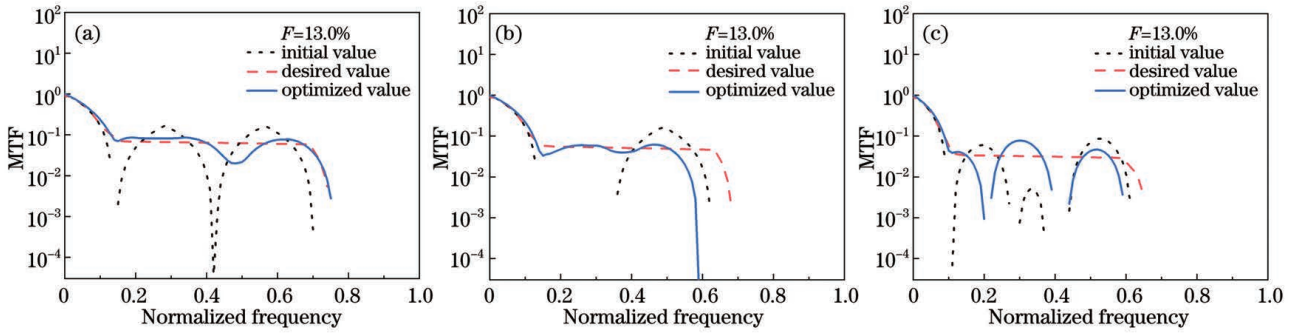 (a)
F=13.0%
initial value
desired value
optimized value
MTF
10²
10¹
10⁰
10⁻¹
10⁻²
10⁻³
10⁻⁴
0 0.2 0.4 0.6 0.8 1.0
Normalized frequency
(b)
F=13.0%
initial value
desired value
optimized value
MTF
10²
10¹
10⁰
10⁻¹
10⁻²
10⁻³
10⁻⁴
0 0.2 0.4 0.6 0.8 1.0
Normalized frequency
(c)
F=13.0%
initial value
desired value
optimized value
MTF
10²
10¹
10⁰
10⁻¹
10⁻²
10⁻³
10⁻⁴
0 0.2 0.4 0.6 0.8 1.0
Normalized frequency